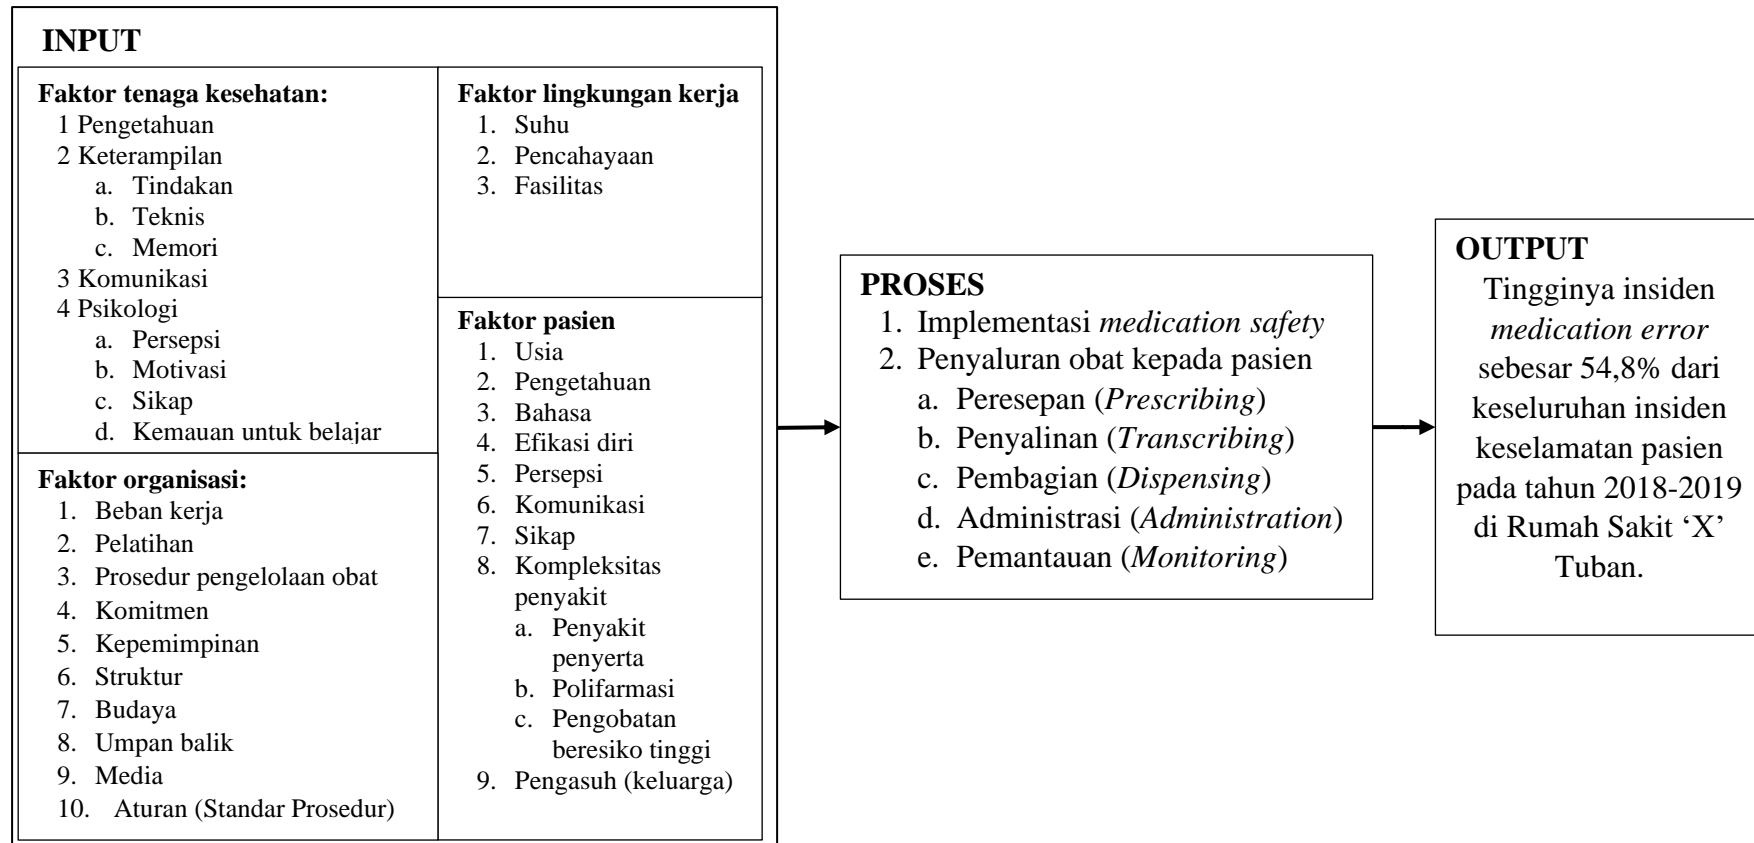 INPUT
Faktor tenaga kesehatan:
1 Pengetahuan
2 Keterampilan
a. Tindakan
b. Teknis
c. Memori
3 Komunikasi
4 Psikologi
a. Persepsi
b. Motivasi
c. Sikap
d. Kemauan untuk belajar
Faktor organisasi:
1. Beban kerja
2. Pelatihan
3. Prosedur pengelolaan obat
4. Komitmen
5. Kepemimpinan
6. Struktur
7. Budaya
8. Umpan balik
9. Media
10. Aturan (Standar Prosedur)
Faktor lingkungan kerja
1. Suhu
2. Pencahayaan
3. Fasilitas
Faktor pasien
1. Usia
2. Pengetahuan
3. Bahasa
4. Efikasi diri
5. Persepsi
6. Komunikasi
7. Sikap
8. Kompleksitas
penyakit
a. Penyakit
penyerta
b. Polifarmasi
c. Pengobatan
beresiko tinggi
9. Pengasuh (keluarga)
PROSES
1. Implementasi medication safety
2. Penyaluran obat kepada pasien
a. Peresepan (Prescribing)
b. Penyalinan (Transcribing)
c. Pembagian (Dispensing)
d. Administrasi (Administration)
e. Pemantauan (Monitoring)
OUTPUT
Tingginya insiden
medication error
sebesar 54,8% dari
keseluruhan insiden
keselamatan pasien
pada tahun 2018-2019
di Rumah Sakit ‘X’
Tuban.